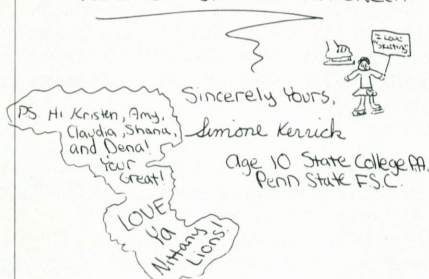 I Love
Skating
Sincerely Yours,
Simone Kerrick
age 10 State College PA.
Penn State F.S.C.
PS. Hi Kristen, Amy,
Claudia, Shana,
and Dena!
Your
Great!
LOVE
Ya
Nittany
Lions!